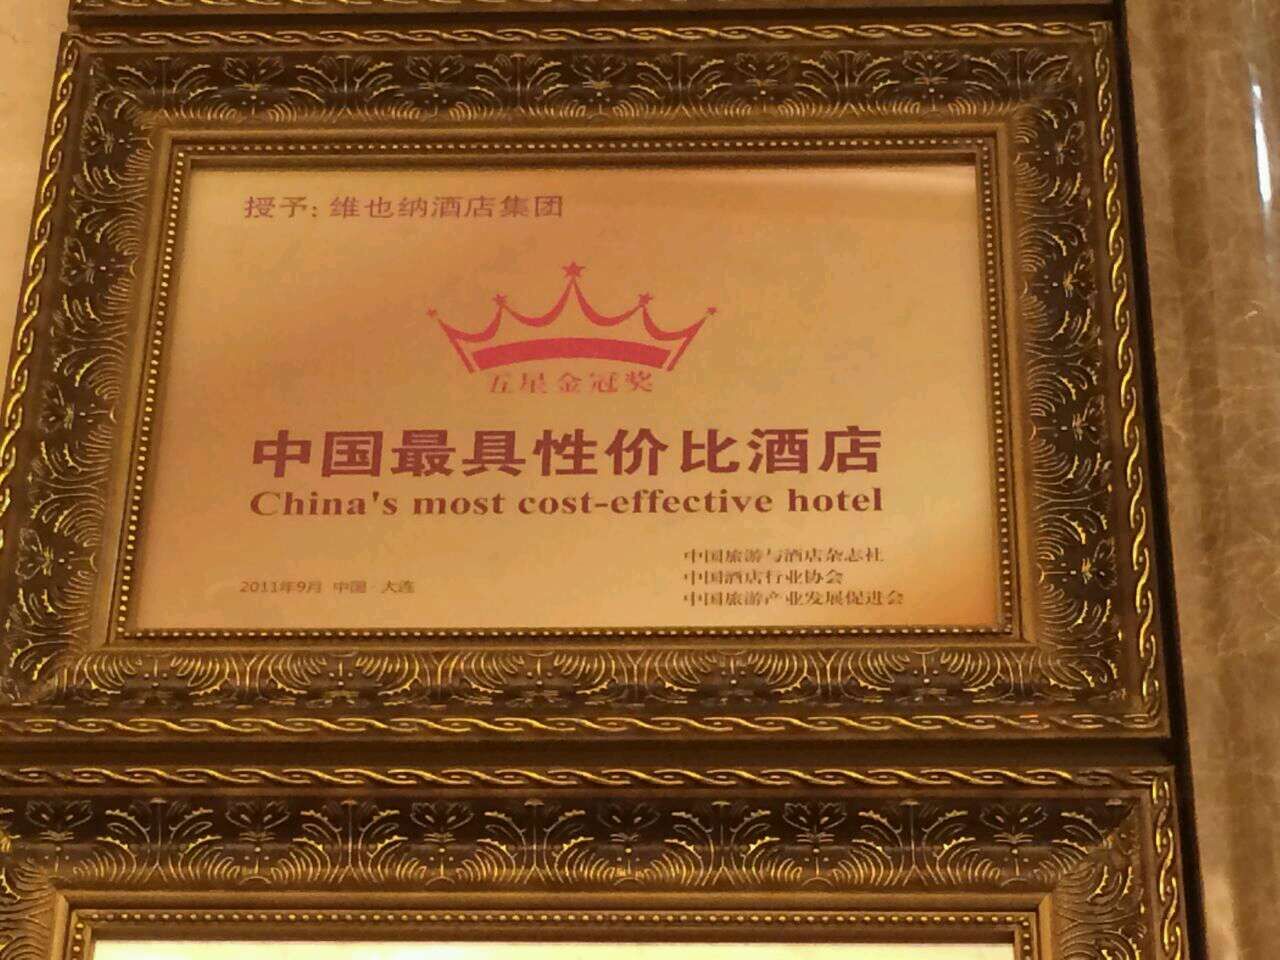 授予：维也纳酒店集团
五星金冠奖
中国最具性价比酒店
China's most cost-effective hotel
中国旅游与酒店杂志社
中国酒店行业协会
中国旅游产业发展促进会
2011年9月 中国·大连